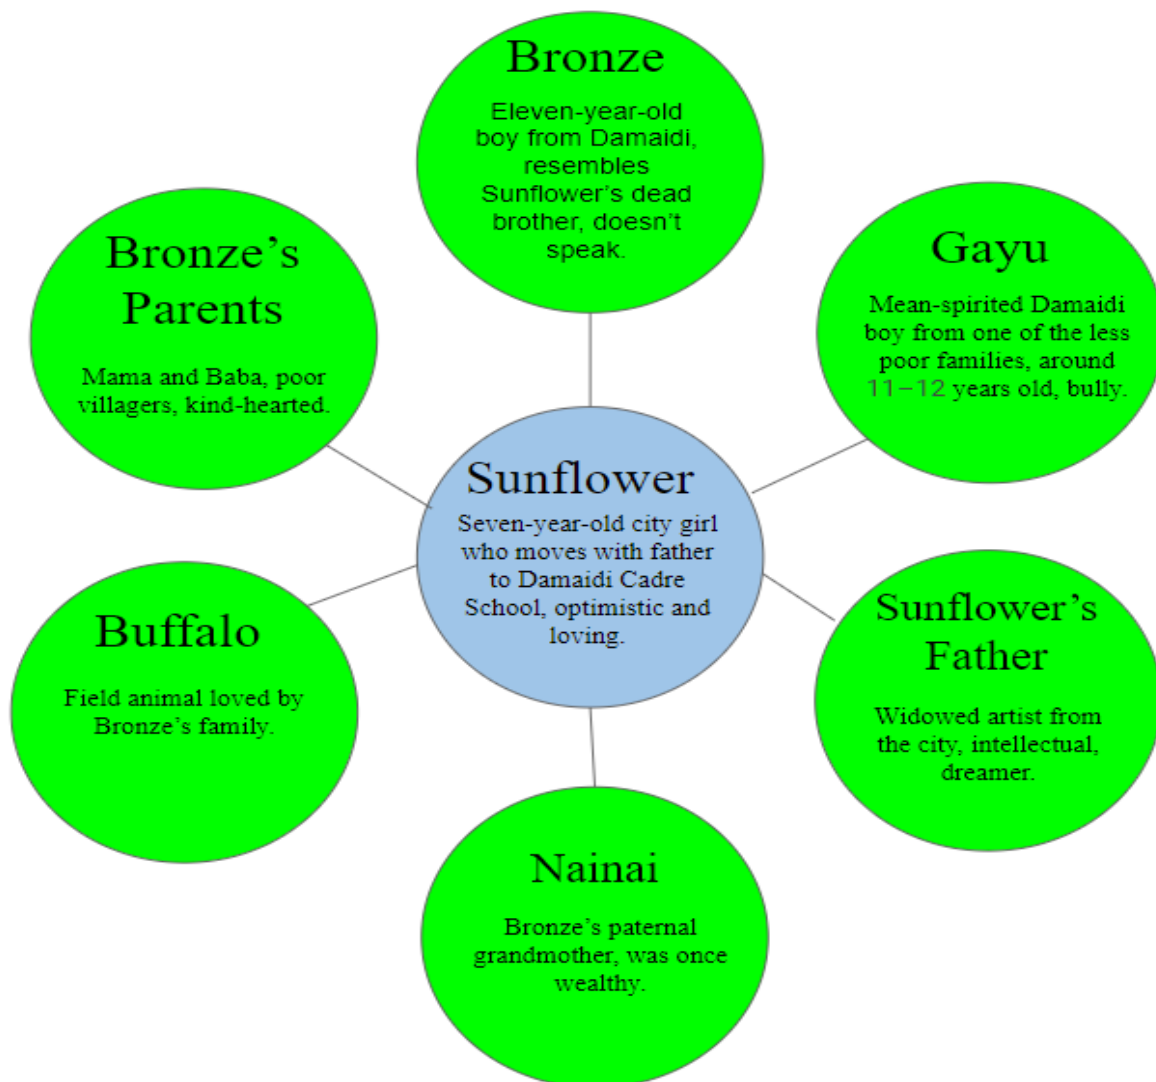 Bronze
Eleven-year-old
boy from Damaidi,
resembles
Sunflower’s dead
brother, doesn’t
speak.
Bronze’s
Parents
Mama and Baba, poor
villagers, kind-hearted.
Gayu
Mean-spirited Damaidi
boy from one of the less
poor families, around
11–12 years old, bully.
Sunflower
Seven-year-old city girl
who moves with father
to Damaidi Cadre
School, optimistic and
loving.
Buffalo
Field animal loved by
Bronze’s family.
Sunflower’s
Father
Widowed artist from
the city, intellectual,
dreamer.
Nainai
Bronze’s paternal
grandmother, was once
wealthy.